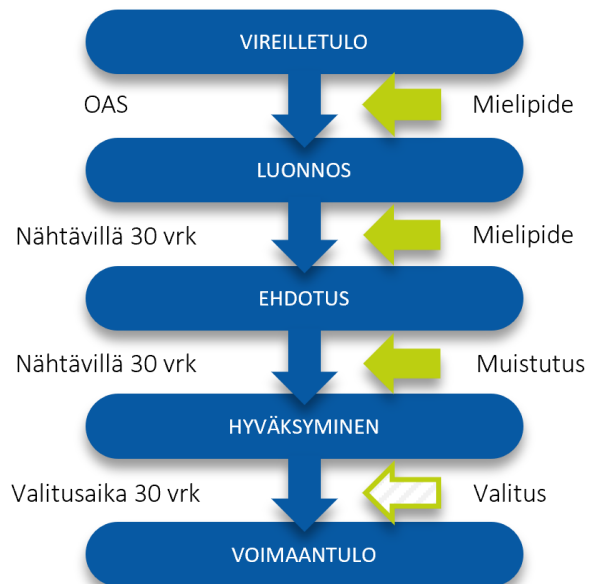 VIREILLETULO
OAS
Mielipide
LUONNOS
Nähtävillä 30 vrk
Mielipide
EHDOTUS
Nähtävillä 30 vrk
Muistutus
HYVÄKSYMINEN
Valitusaika 30 vrk
Valitus
VOIMAANTULO